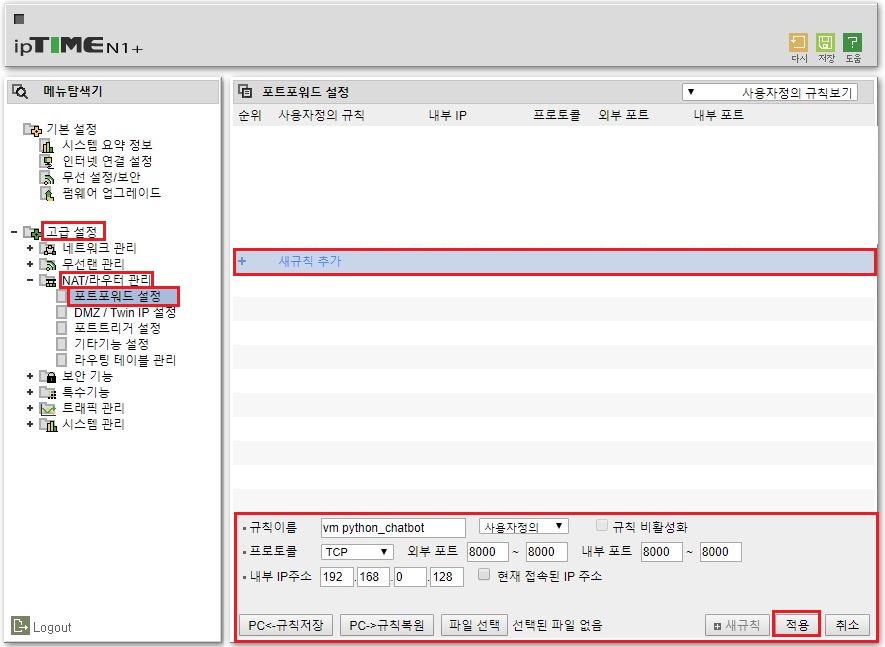 ipTIME N1+
다시 저장 도움
메뉴탐색기
기본 설정
시스템 요약 정보
인터넷 연결 설정
무선 설정/보안
펌웨어 업그레이드
고급 설정
네트워크 관리
무선랜 관리
NAT/라우터 관리
포트포워드 설정
DMZ / Twin IP 설정
포트트리거 설정
기타기능 설정
라우팅 테이블 관리
보안 기능
특수기능
트래픽 관리
시스템 관리
Logout
포트포워드 설정 ▼ 사용자정의 규칙보기
순위 사용자정의 규칙 내부 IP 프로토콜 외부 포트 내부 포트
+ 새규칙 추가
규칙이름 vm python_chatbot 사용자정의 ▼ 규칙 비활성화
프로토콜 TCP ▼ 외부 포트 8000 ~ 8000 내부 포트 8000 ~ 8000
내부 IP주소 192 . 168 . 0 . 128 현재 접속된 IP 주소
PC<-규칙저장 PC->규칙복원 파일 선택 선택된 파일 없음 새규칙 적용 취소